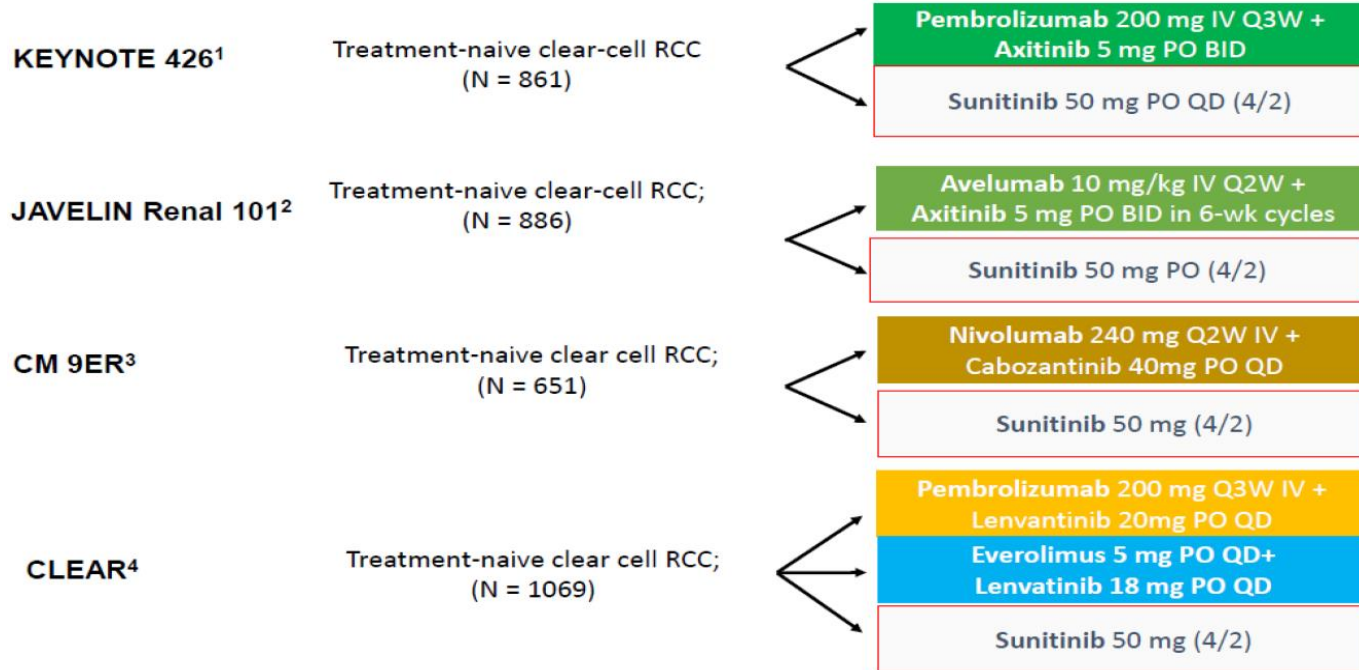 KEYNOTE 426¹
Treatment-naive clear-cell RCC
(N = 861)
Pembrolizumab 200 mg IV Q3W +
Axitinib 5 mg PO BID
Sunitinib 50 mg PO QD (4/2)
JAVELIN Renal 101²
Treatment-naive clear-cell RCC;
(N = 886)
Avelumab 10 mg/kg IV Q2W +
Axitinib 5 mg PO BID in 6-wk cycles
Sunitinib 50 mg PO (4/2)
CM 9ER³
Treatment-naive clear cell RCC;
(N = 651)
Nivolumab 240 mg Q2W IV +
Cabozantinib 40mg PO QD
Sunitinib 50 mg (4/2)
CLEAR⁴
Treatment-naive clear cell RCC;
(N = 1069)
Pembrolizumab 200 mg Q3W IV +
Lenvantinib 20mg PO QD
Everolimus 5 mg PO QD+
Lenvatinib 18 mg PO QD
Sunitinib 50 mg (4/2)